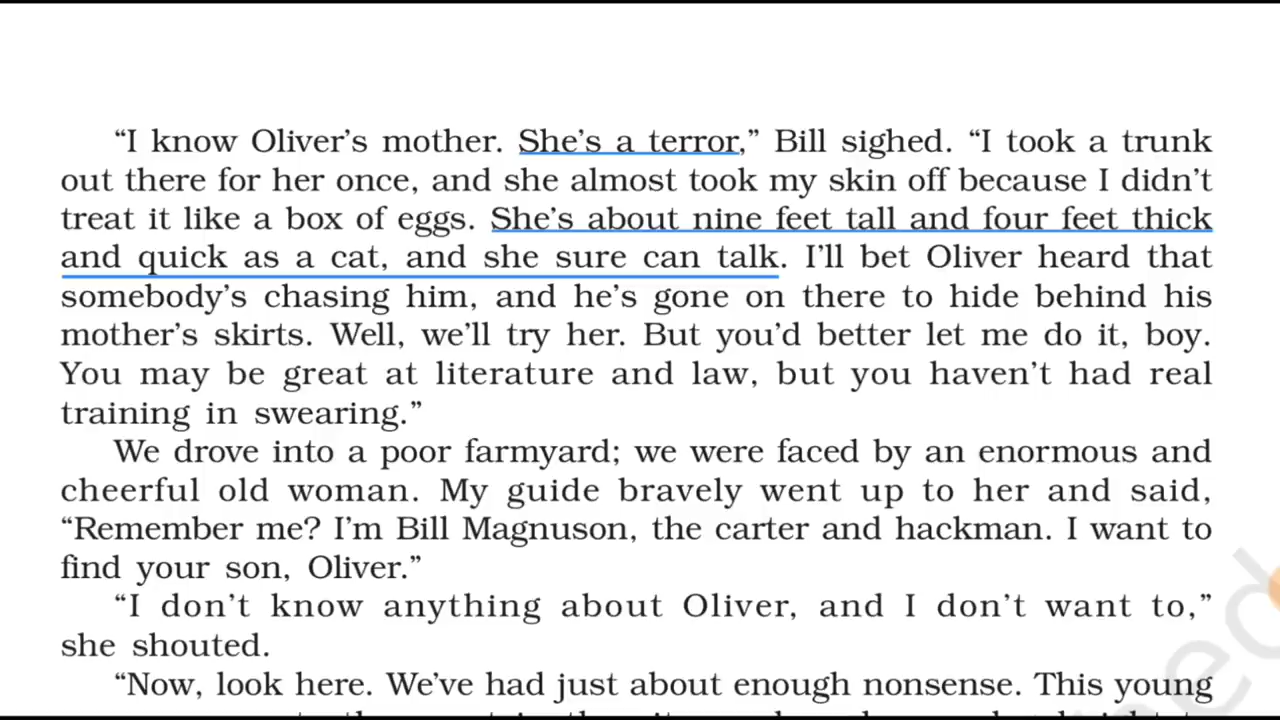 “I know Oliver’s mother. She’s a terror,” Bill sighed. “I took a trunk
out there for her once, and she almost took my skin off because I didn’t
treat it like a box of eggs. She’s about nine feet tall and four feet thick
and quick as a cat, and she sure can talk. I’ll bet Oliver heard that
somebody’s chasing him, and he’s gone on there to hide behind his
mother’s skirts. Well, we’ll try her. But you’d better let me do it, boy.
You may be great at literature and law, but you haven’t had real
training in swearing.”
We drove into a poor farmyard; we were faced by an enormous and
cheerful old woman. My guide bravely went up to her and said,
“Remember me? I’m Bill Magnuson, the carter and hackman. I want to
find your son, Oliver.”
“I don’t know anything about Oliver, and I don’t want to,”
she shouted.
“Now, look here. We’ve had just about enough nonsense. This young